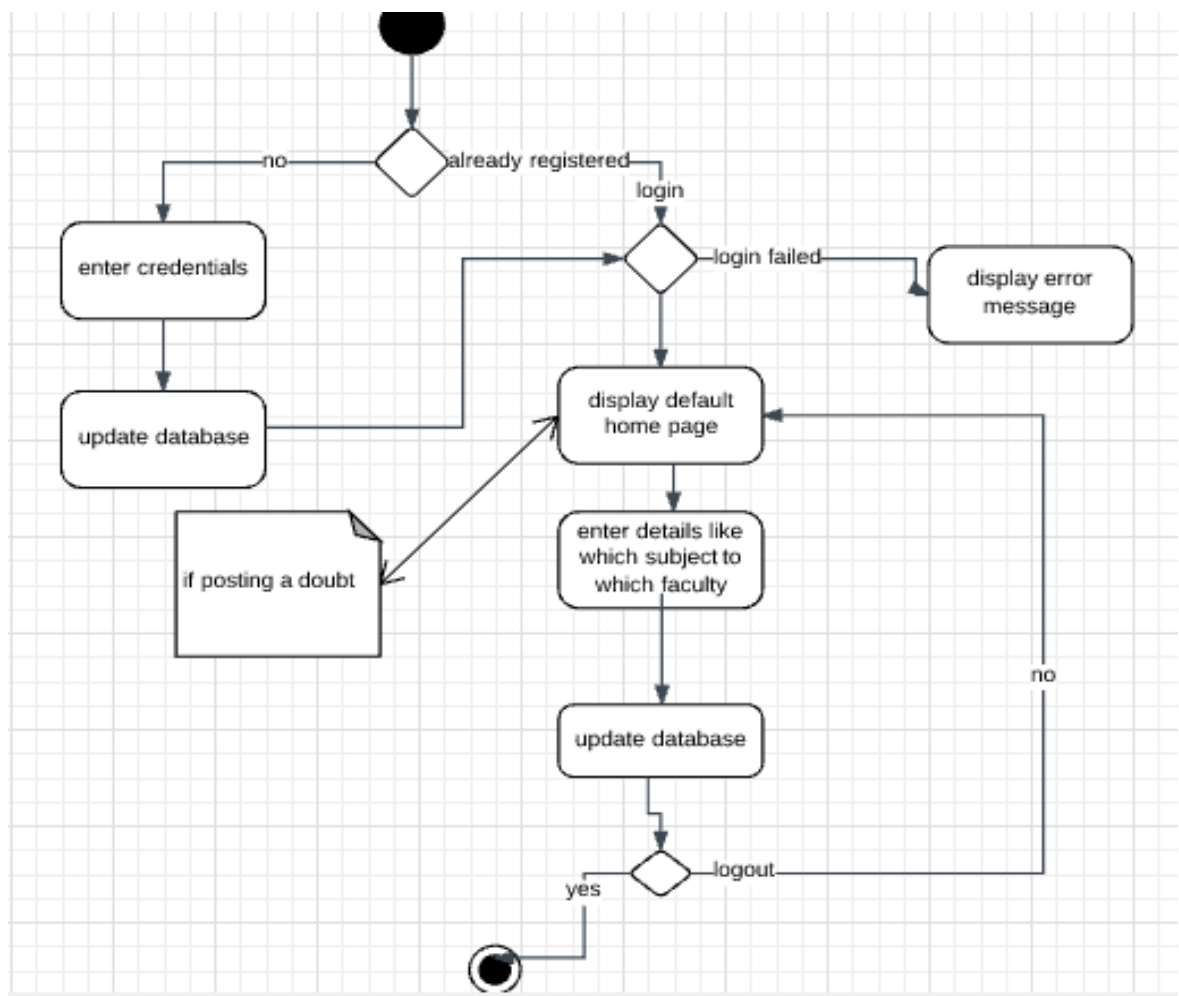 no
already registered
login
enter credentials
login failed
display error
message
display default
home page
update database
enter details like
which subject to
which faculty
if posting a doubt
no
update database
logout
yes